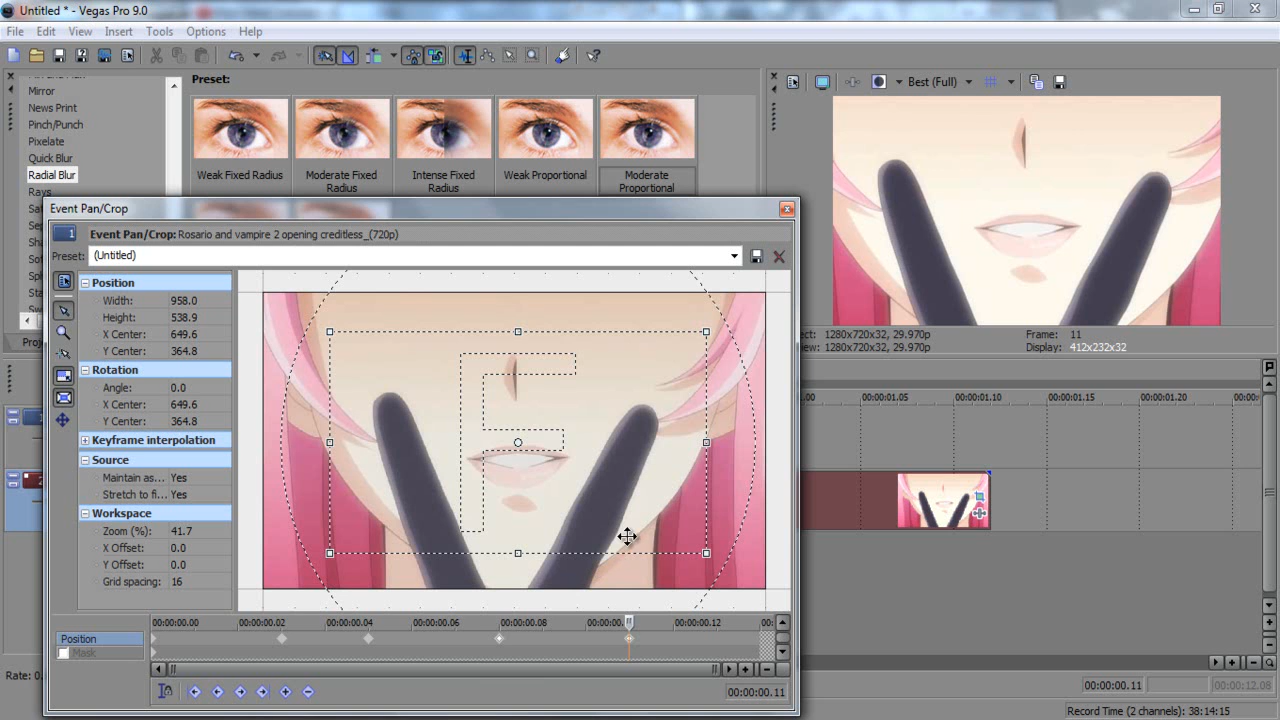 Untitled * - Vegas Pro 9.0
File Edit View Insert Tools Options Help
Mirror
News Print
Pinch/Punch
Pixelate
Quick Blur
Radial Blur
Rays
Preset:
Weak Fixed Radius
Moderate Fixed Radius
Intense Fixed Radius
Weak Proportional
Moderate Proportional
Best (Full)
Event Pan/Crop
1 Event Pan/Crop: Rosario and vampire 2 opening creditless_(720p)
Preset: (Untitled)
Position
Width: 958.0
Height: 538.9
X Center: 649.6
Y Center: 364.8
Rotation
Angle: 0.0
X Center: 649.6
Y Center: 364.8
Keyframe interpolation
Source
Maintain as... Yes
Stretch to fi... Yes
Workspace
Zoom (%): 41.7
X Offset: 0.0
Y Offset: 0.0
Grid spacing: 16
00:00:00.00 00:00:00.02 00:00:00.04 00:00:00.06 00:00:00.08 00:00:00. 00:00:00.12 00:
Position
Mask
00:00:00.11
1280x720x32, 29.970p Frame: 11
1280x720x32, 29.970p Display: 412x232x32
00:00:01.05 00:00:01.10 00:00:01.15 00:00:01.20
00:00:00.11 00:00:12.08
Record Time (2 channels): 38:14:15